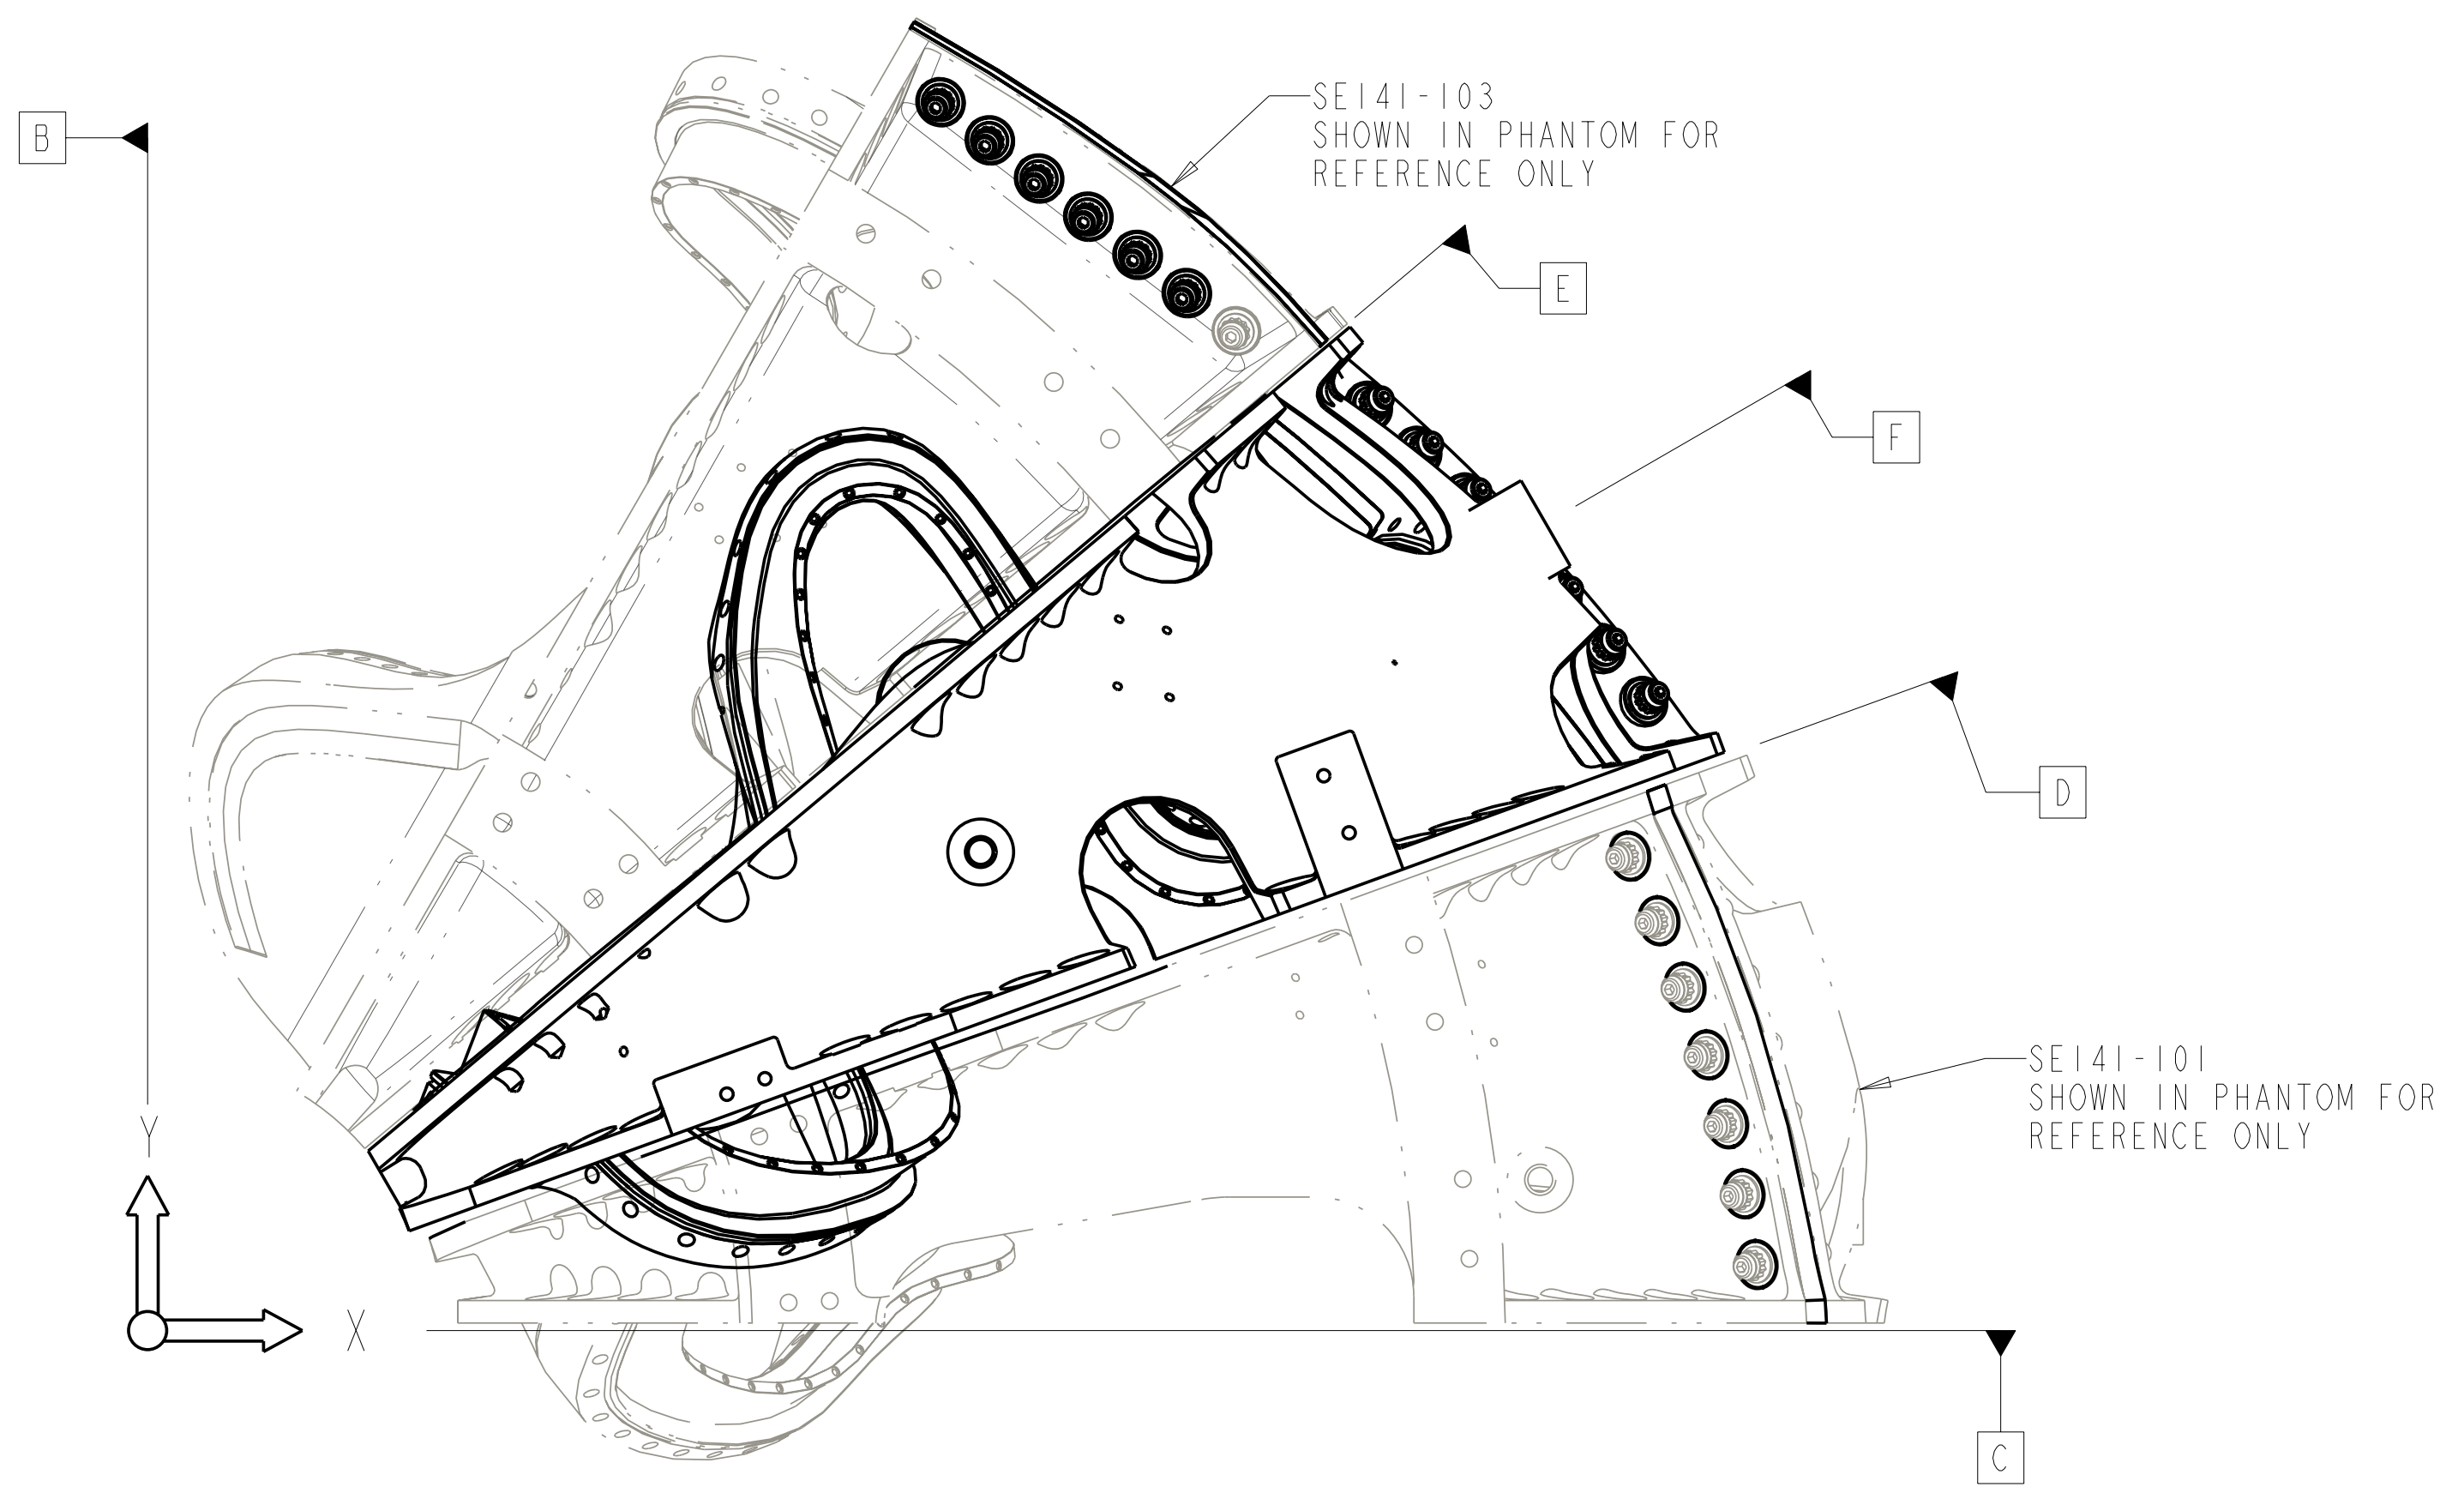 SE141-103
SHOWN IN PHANTOM FOR
REFERENCE ONLY
B
E
F
D
SE141-101
SHOWN IN PHANTOM FOR
REFERENCE ONLY
Y
X
C